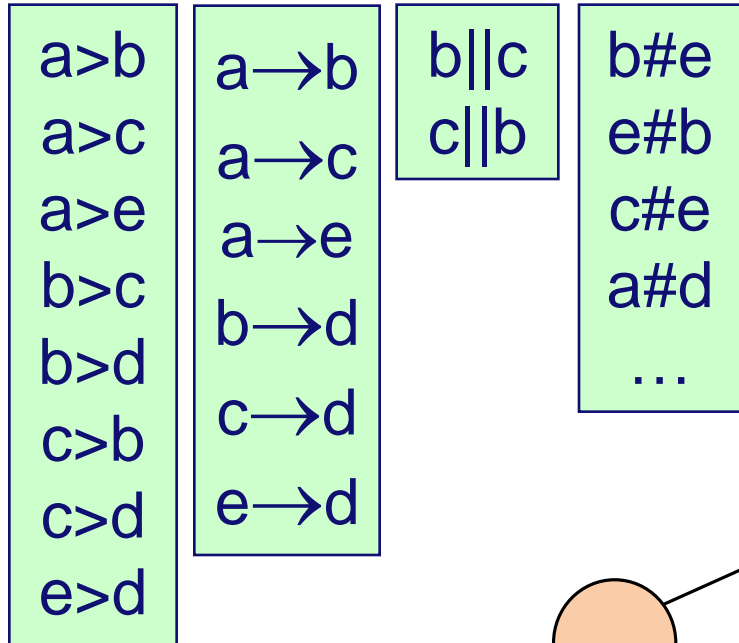 a>b
a>c
a>e
b>c
b>d
c>b
c>d
e>d
a→b
a→c
a→e
b→d
c→d
e→d
b||c
c||b
b#e
e#b
c#e
a#d
…